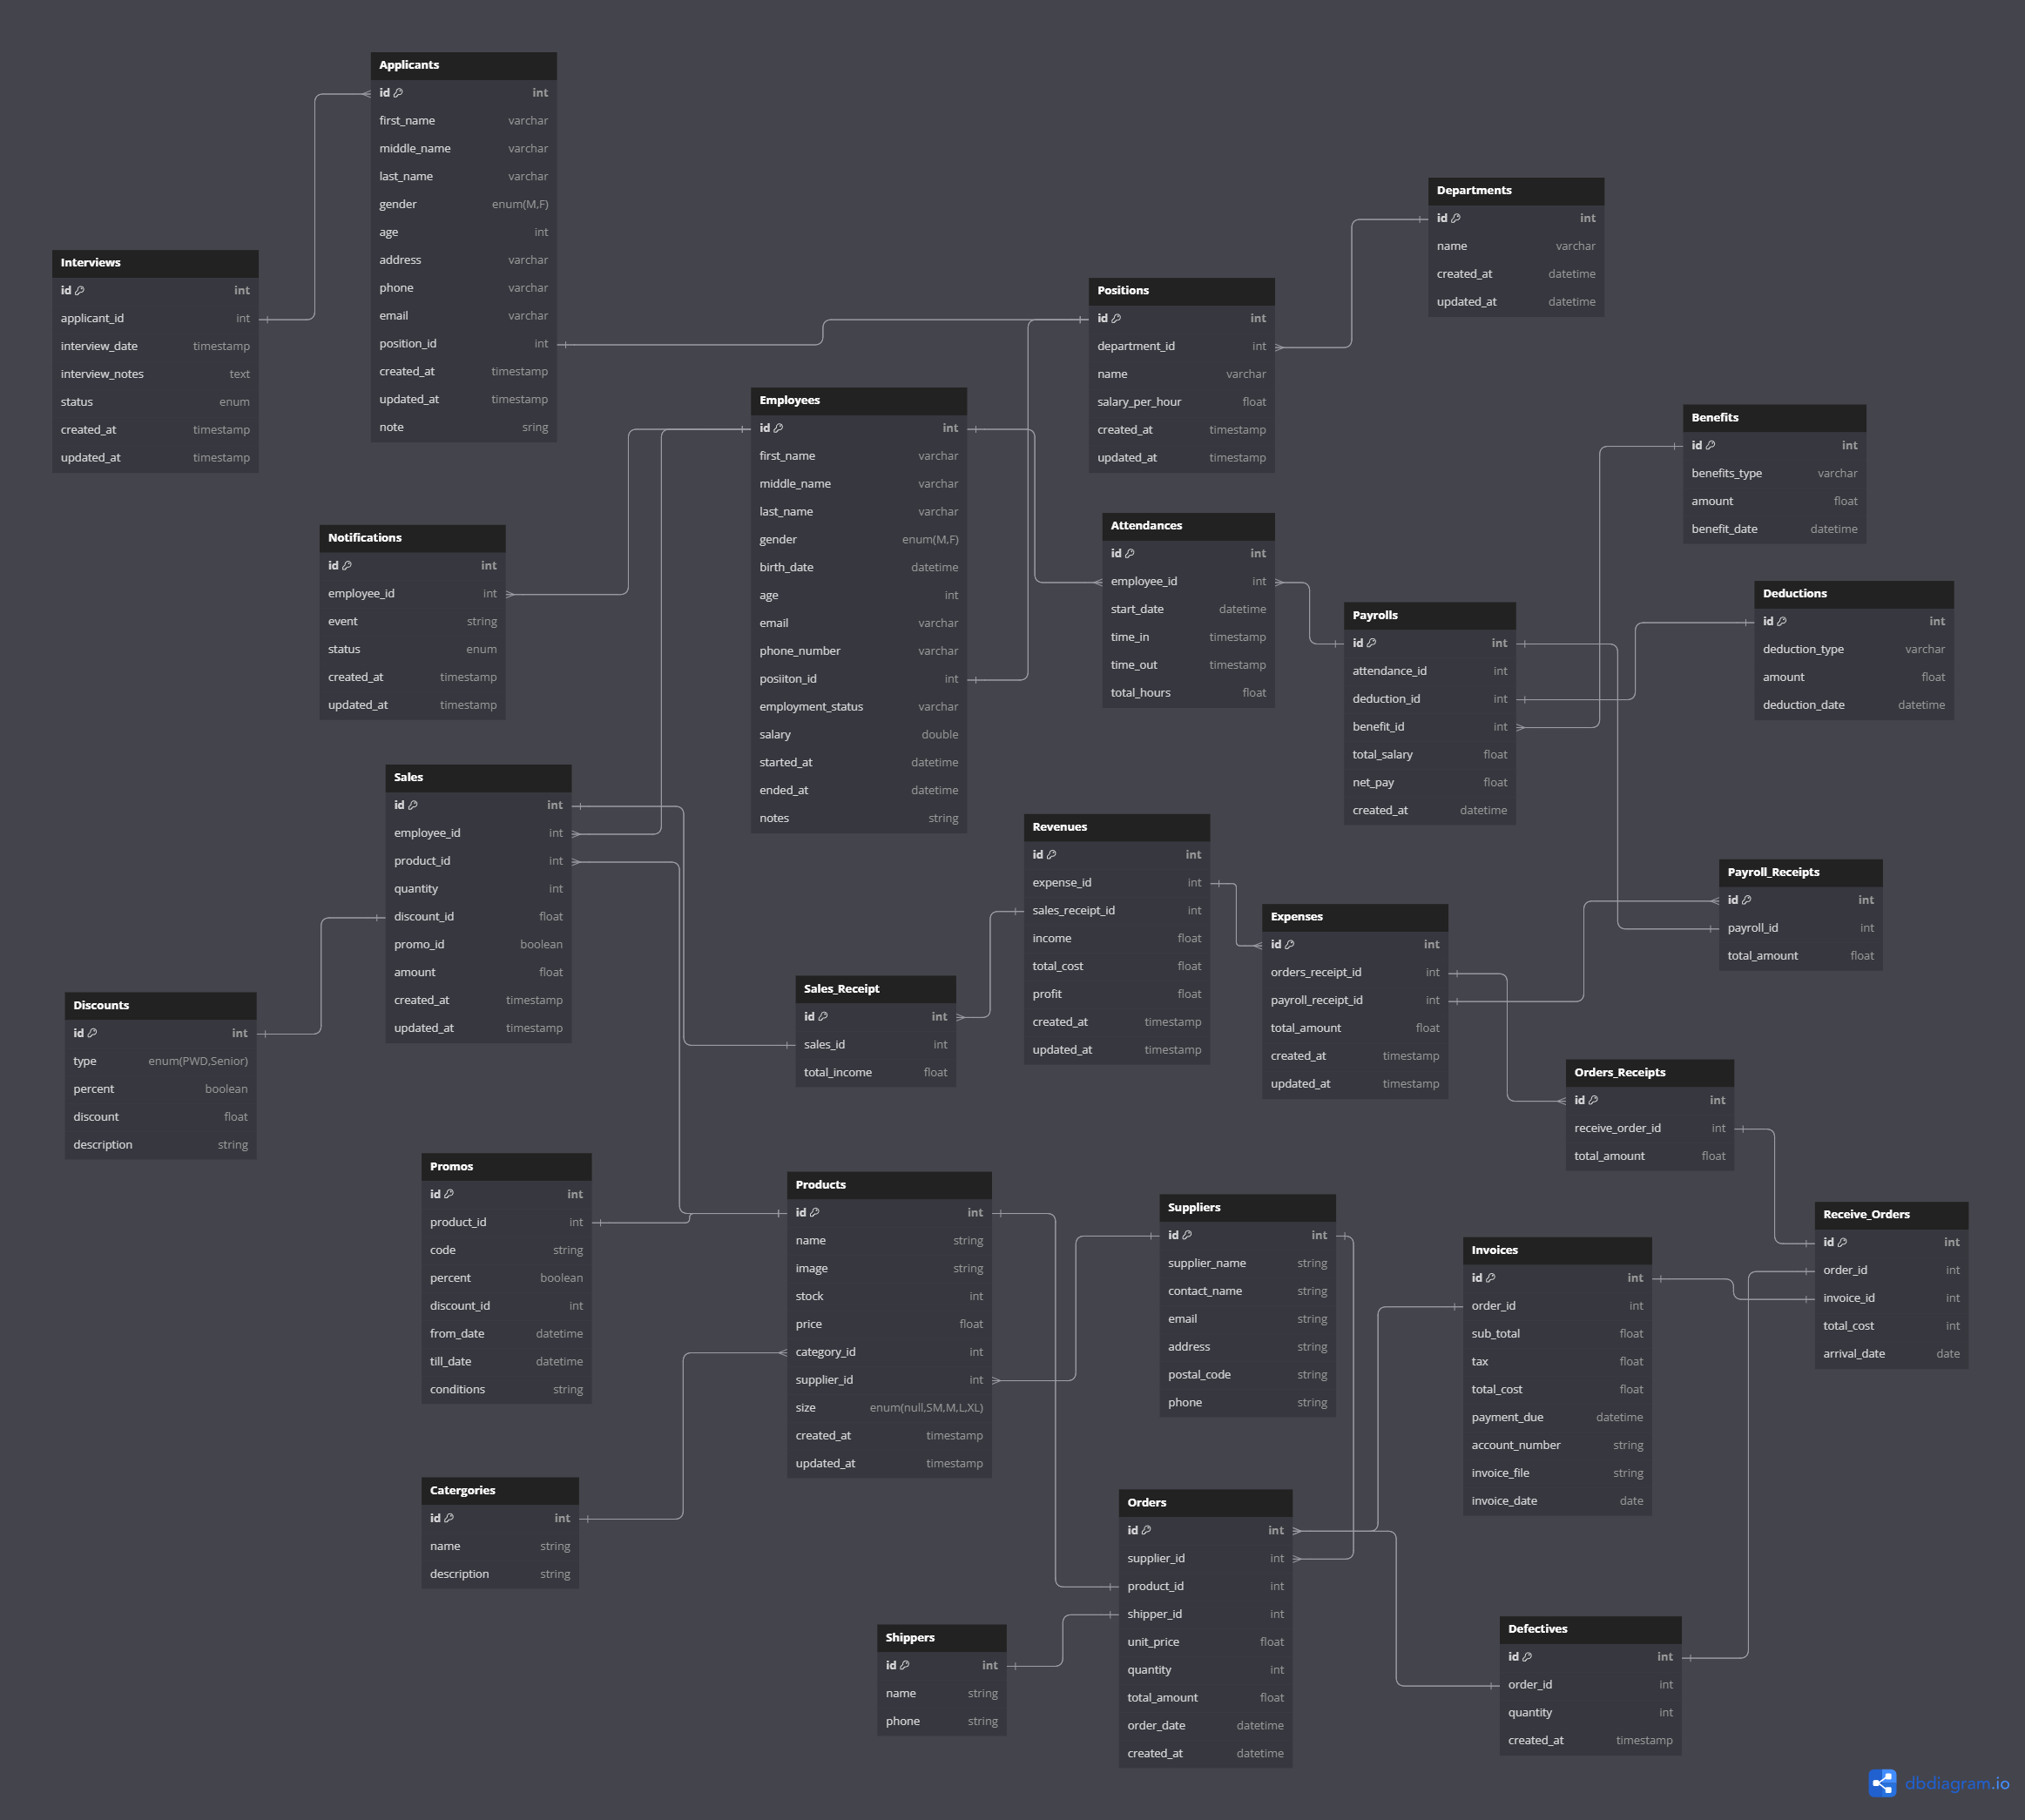 Applicants
id int
first_name varchar
middle_name varchar
last_name varchar
gender enum(M,F)
age int
address varchar
phone varchar
email varchar
position_id int
created_at timestamp
updated_at timestamp
note sring
Departments
id int
name varchar
created_at datetime
updated_at datetime
Interviews
id int
applicant_id int
interview_date timestamp
interview_notes text
status enum
created_at timestamp
updated_at timestamp
Positions
id int
department_id int
name varchar
salary_per_hour float
created_at timestamp
updated_at timestamp
Employees
id int
first_name varchar
middle_name varchar
last_name varchar
gender enum(M,F)
birth_date datetime
age int
email varchar
phone_number varchar
posiiton_id int
employment_status varchar
salary double
started_at datetime
ended_at datetime
notes string
Benefits
id int
benefits_type varchar
amount float
benefit_date datetime
Notifications
id int
employee_id int
event string
status enum
created_at timestamp
updated_at timestamp
Attendances
id int
employee_id int
start_date datetime
time_in timestamp
time_out timestamp
total_hours float
Deductions
id int
deduction_type varchar
amount float
deduction_date datetime
Payrolls
id int
attendance_id int
deduction_id int
benefit_id int
total_salary float
net_pay float
created_at datetime
Sales
id int
employee_id int
product_id int
quantity int
discount_id float
promo_id boolean
amount float
created_at timestamp
updated_at timestamp
Revenues
id int
expense_id int
sales_receipt_id int
income float
total_cost float
profit float
created_at timestamp
updated_at timestamp
Payroll_Receipts
id int
payroll_id int
total_amount float
Expenses
id int
orders_receipt_id int
payroll_receipt_id int
total_amount float
created_at timestamp
updated_at timestamp
Sales_Receipt
id int
sales_id int
total_income float
Discounts
id int
type enum(PWD,Senior)
percent boolean
discount float
description string
Orders_Receipts
id int
receive_order_id int
total_amount float
Promos
id int
product_id int
code string
percent boolean
discount_id int
from_date datetime
till_date datetime
conditions string
Products
id int
name string
image string
stock int
price float
category_id int
supplier_id int
size enum(null,SM,M,L,XL)
created_at timestamp
updated_at timestamp
Suppliers
id int
supplier_name string
contact_name string
email string
address string
postal_code string
phone string
Receive_Orders
id int
order_id int
invoice_id int
total_cost int
arrival_date date
Invoices
id int
order_id int
sub_total float
tax float
total_cost float
payment_due datetime
account_number string
invoice_file string
invoice_date date
Catergories
id int
name string
description string
Orders
id int
supplier_id int
product_id int
shipper_id int
unit_price float
quantity int
total_amount float
order_date datetime
created_at datetime
Shippers
id int
name string
phone string
Defectives
id int
order_id int
quantity int
created_at timestamp
dbdiagram.io